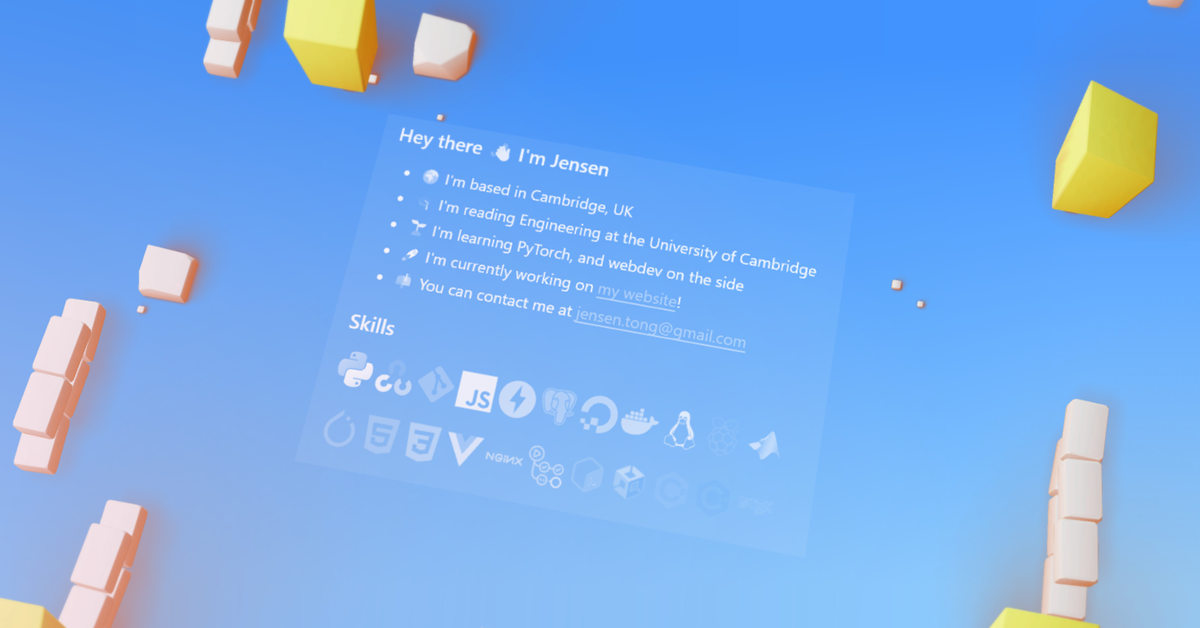 Hey there 👋 I'm Jensen
I'm based in Cambridge, UK
I'm reading Engineering at the University of Cambridge
I'm learning PyTorch, and webdev on the side
I'm currently working on my website!
You can contact me at jensen.tong@gmail.com
Skills
JS
5 3 NGINX